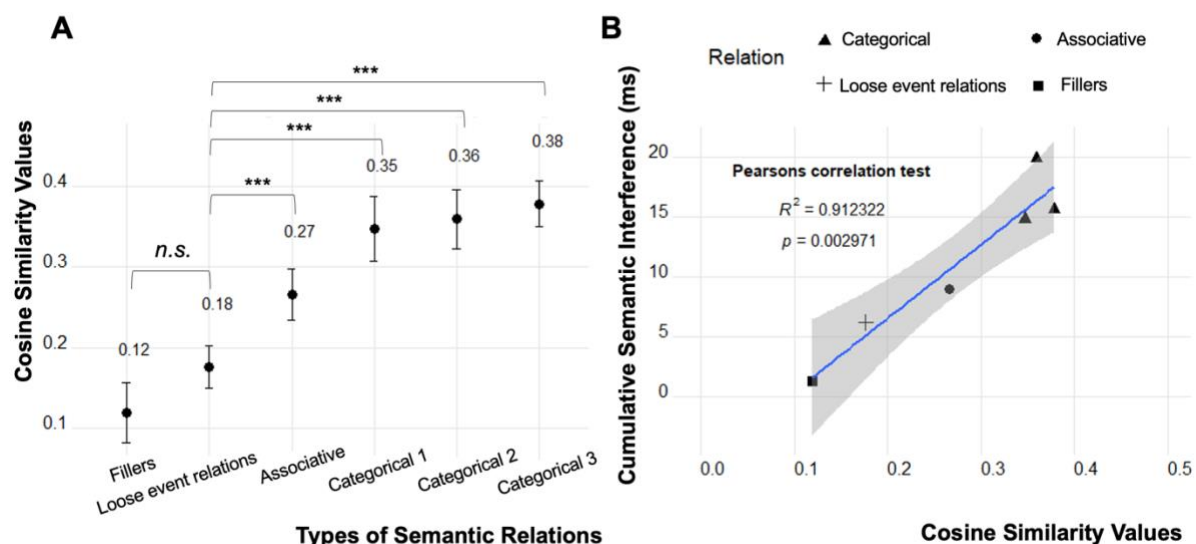 A
Cosine Similarity Values
0.4
0.3
0.2
0.1
***
***
***
***
n.s.
0.12
0.18
0.27
0.35
0.36
0.38
Fillers
Loose event relations
Associative
Categorical 1
Categorical 2
Categorical 3
Types of Semantic Relations
B
Relation
Categorical
Associative
Loose event relations
Fillers
Cumulative Semantic Interference (ms)
20
15
10
5
0
Pearsons correlation test
R² = 0.912322
p = 0.002971
0.0 0.1 0.2 0.3 0.4 0.5
Cosine Similarity Values